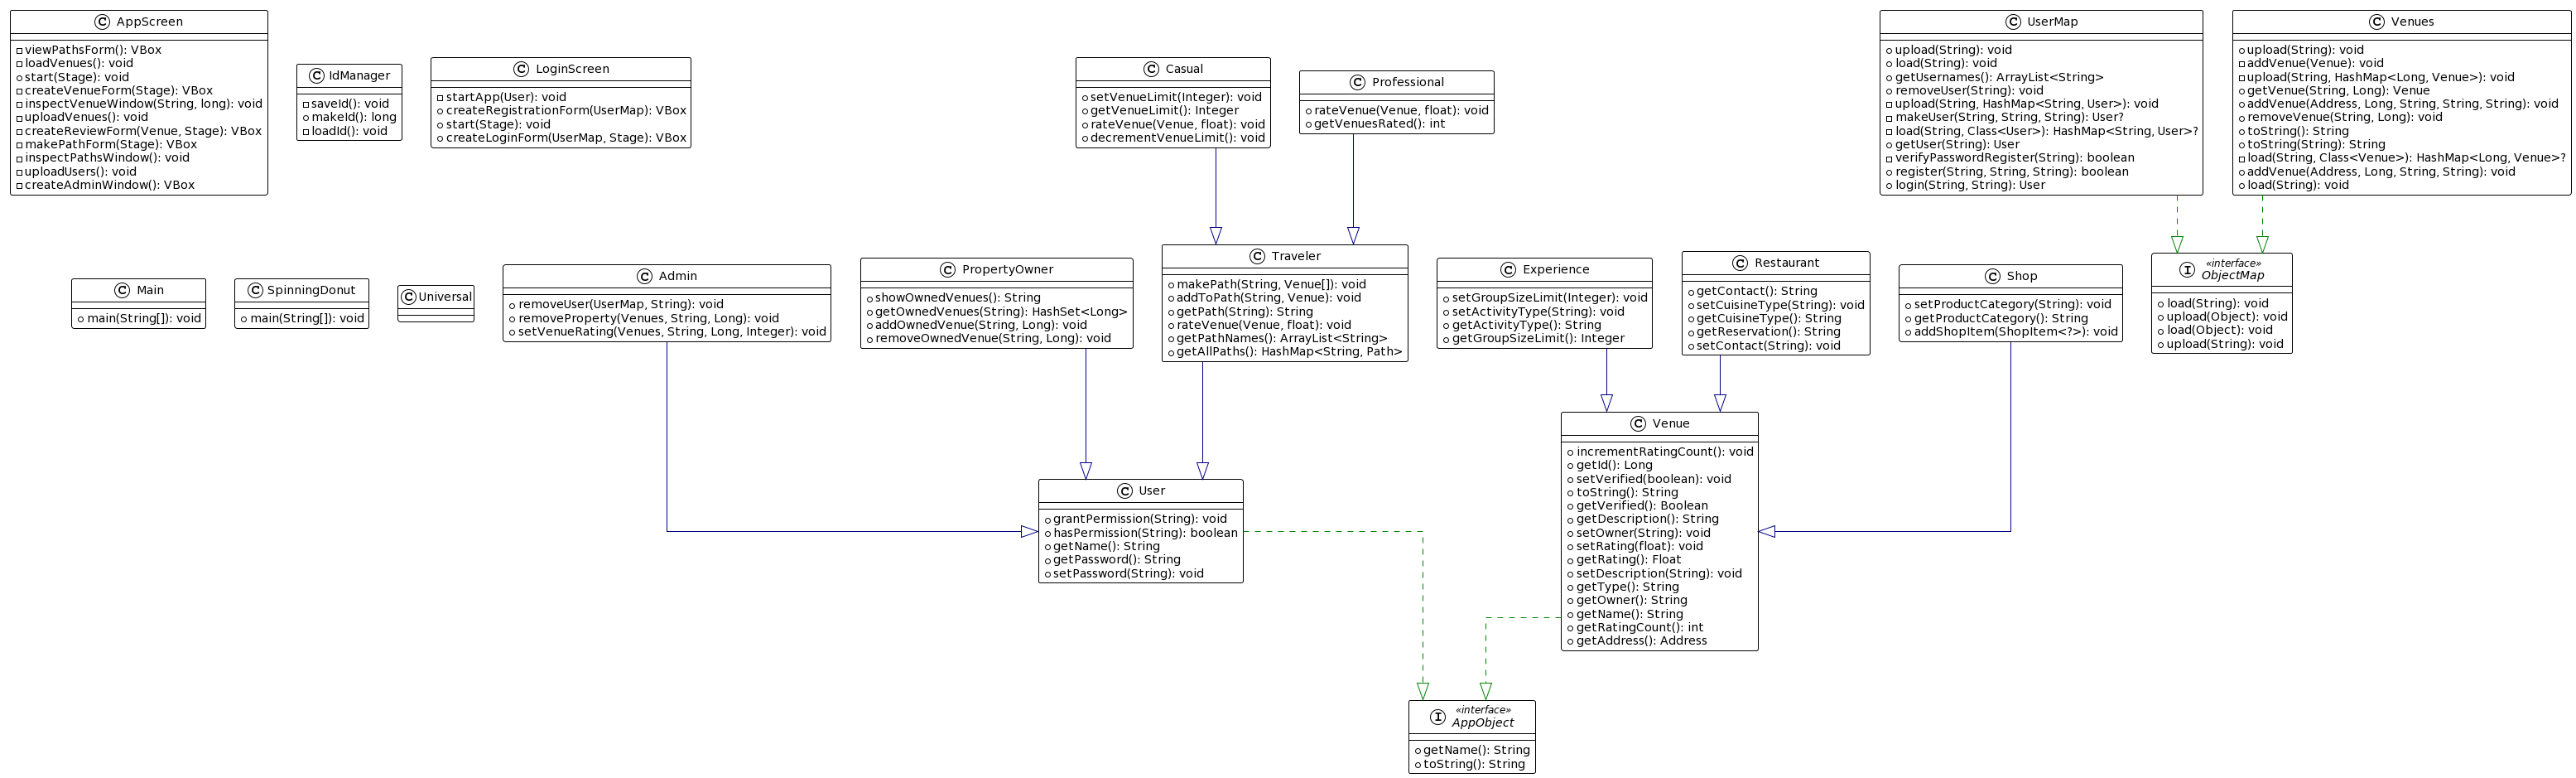 AppScreen
viewPathsForm(): VBox
loadVenues(): void
start(Stage): void
createVenueForm(Stage): VBox
inspectVenueWindow(String, long): void
uploadVenues(): void
createReviewForm(Venue, Stage): VBox
makePathForm(Stage): VBox
inspectPathsWindow(): void
uploadUsers(): void
createAdminWindow(): VBox
IdManager
saveId(): void
makeId(): long
loadId(): void
LoginScreen
startApp(User): void
createRegistrationForm(UserMap): VBox
start(Stage): void
createLoginForm(UserMap, Stage): VBox
Casual
setVenueLimit(Integer): void
getVenueLimit(): Integer
rateVenue(Venue, float): void
decrementVenueLimit(): void
Professional
rateVenue(Venue, float): void
getVenuesRated(): int
UserMap
upload(String): void
load(String): void
getUsernames(): ArrayList<String>
removeUser(String): void
upload(String, HashMap<String, User>): void
makeUser(String, String, String): User?
load(String, Class<User>): HashMap<String, User>?
getUser(String): User
verifyPasswordRegister(String): boolean
register(String, String, String): boolean
login(String, String): User
Venues
upload(String): void
addVenue(Venue): void
upload(String, HashMap<Long, Venue>): void
getVenue(String, Long): Venue
addVenue(Address, Long, String, String, String): void
removeVenue(String, Long): void
toString(): String
toString(String): String
load(String, Class<Venue>): HashMap<Long, Venue>?
addVenue(Address, Long, String, String): void
load(String): void
Main
main(String[]): void
SpinningDonut
main(String[]): void
Universal
Admin
removeUser(UserMap, String): void
removeProperty(Venues, String, Long): void
setVenueRating(Venues, String, Long, Integer): void
PropertyOwner
showOwnedVenues(): String
getOwnedVenues(String): HashSet<Long>
addOwnedVenue(String, Long): void
removeOwnedVenue(String, Long): void
Traveler
makePath(String, Venue[]): void
addToPath(String, Venue): void
getPath(String): String
rateVenue(Venue, float): void
getPathNames(): ArrayList<String>
getAllPaths(): HashMap<String, Path>
Experience
setGroupSizeLimit(Integer): void
setActivityType(String): void
getActivityType(): String
getGroupSizeLimit(): Integer
Restaurant
getContact(): String
setCuisineType(String): void
getCuisineType(): String
getReservation(): String
setContact(String): void
Shop
setProductCategory(String): void
getProductCategory(): String
addShopItem(ShopItem<?>): void
«interface»
ObjectMap
load(String): void
upload(Object): void
load(Object): void
upload(String): void
User
grantPermission(String): void
hasPermission(String): boolean
getName(): String
getPassword(): String
setPassword(String): void
Venue
incrementRatingCount(): void
getId(): Long
setVerified(boolean): void
toString(): String
getVerified(): Boolean
getDescription(): String
setOwner(String): void
setRating(float): void
getRating(): Float
setDescription(String): void
getType(): String
getOwner(): String
getName(): String
getRatingCount(): int
getAddress(): Address
«interface»
AppObject
getName(): String
toString(): String